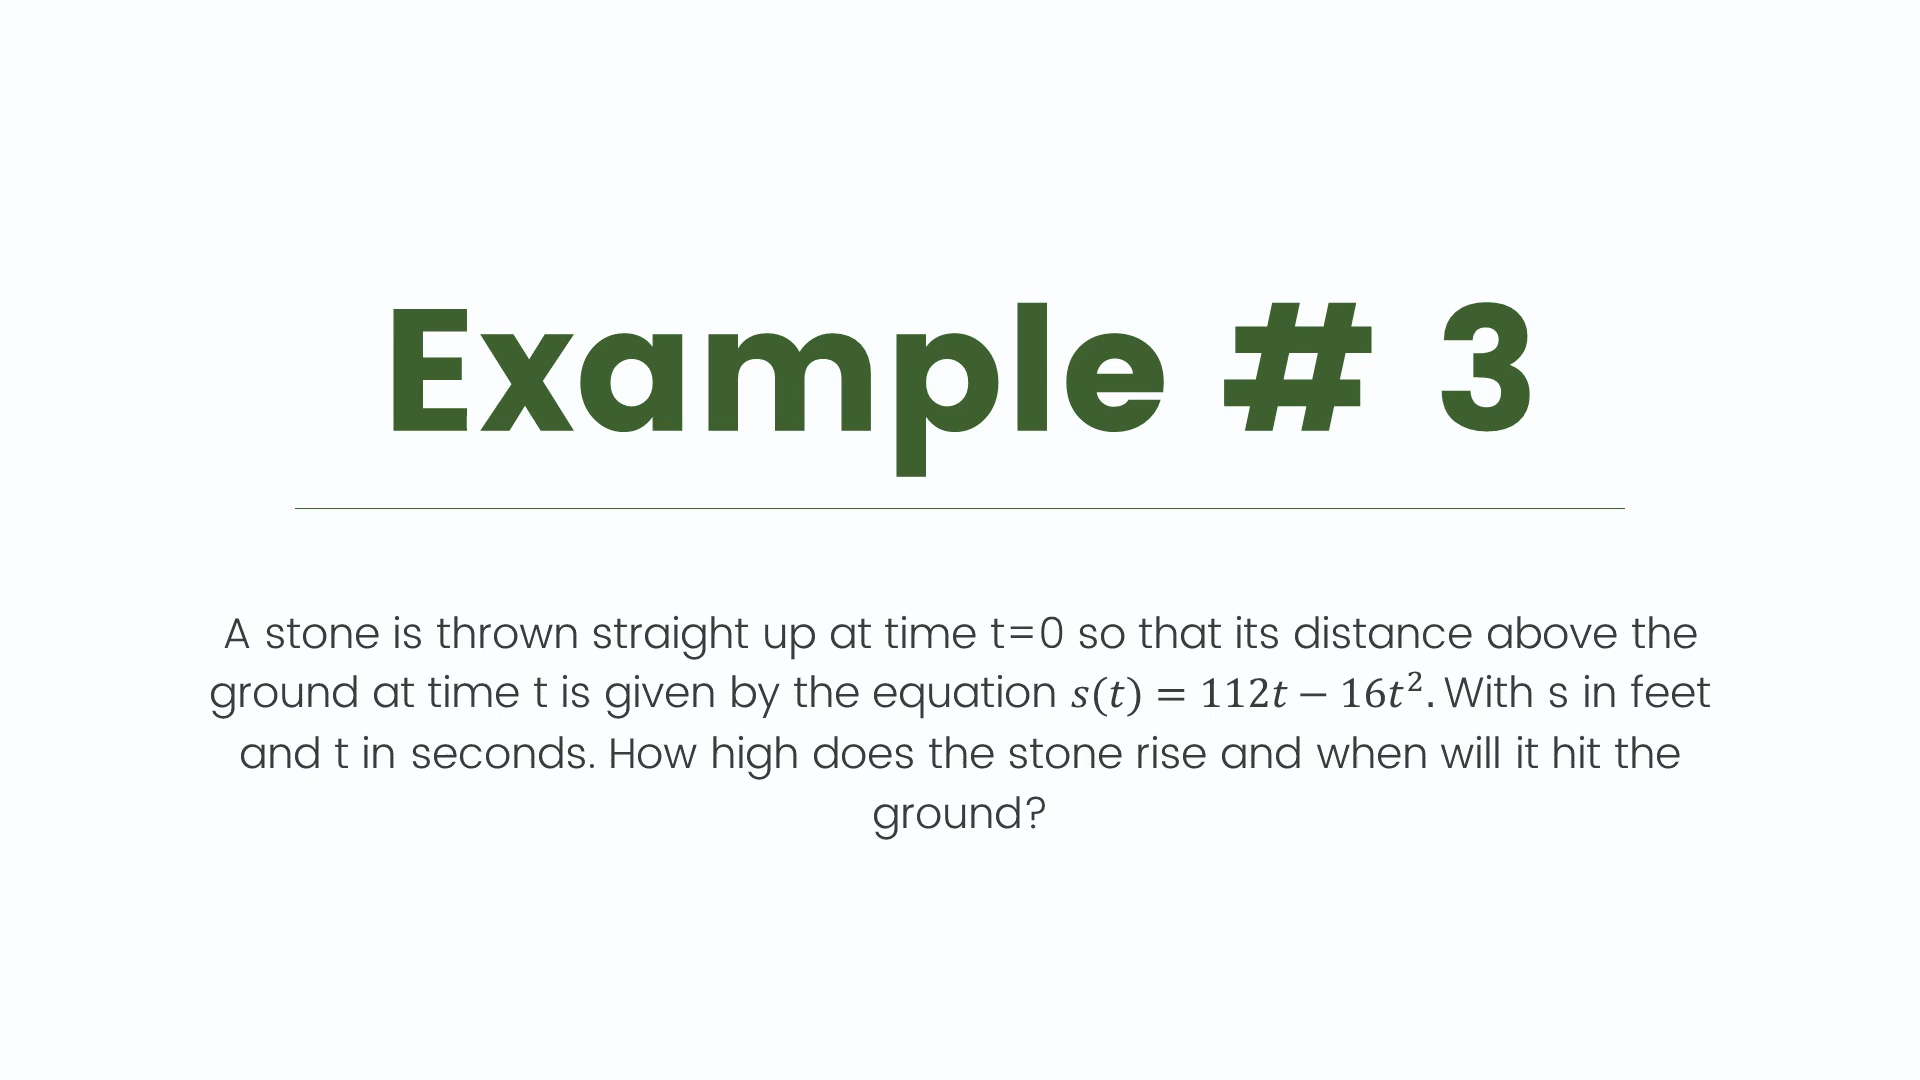 Example # 3
A stone is thrown straight up at time t=0 so that its distance above the
ground at time t is given by the equation s(t) = 112t − 16t². With s in feet
and t in seconds. How high does the stone rise and when will it hit the
ground?